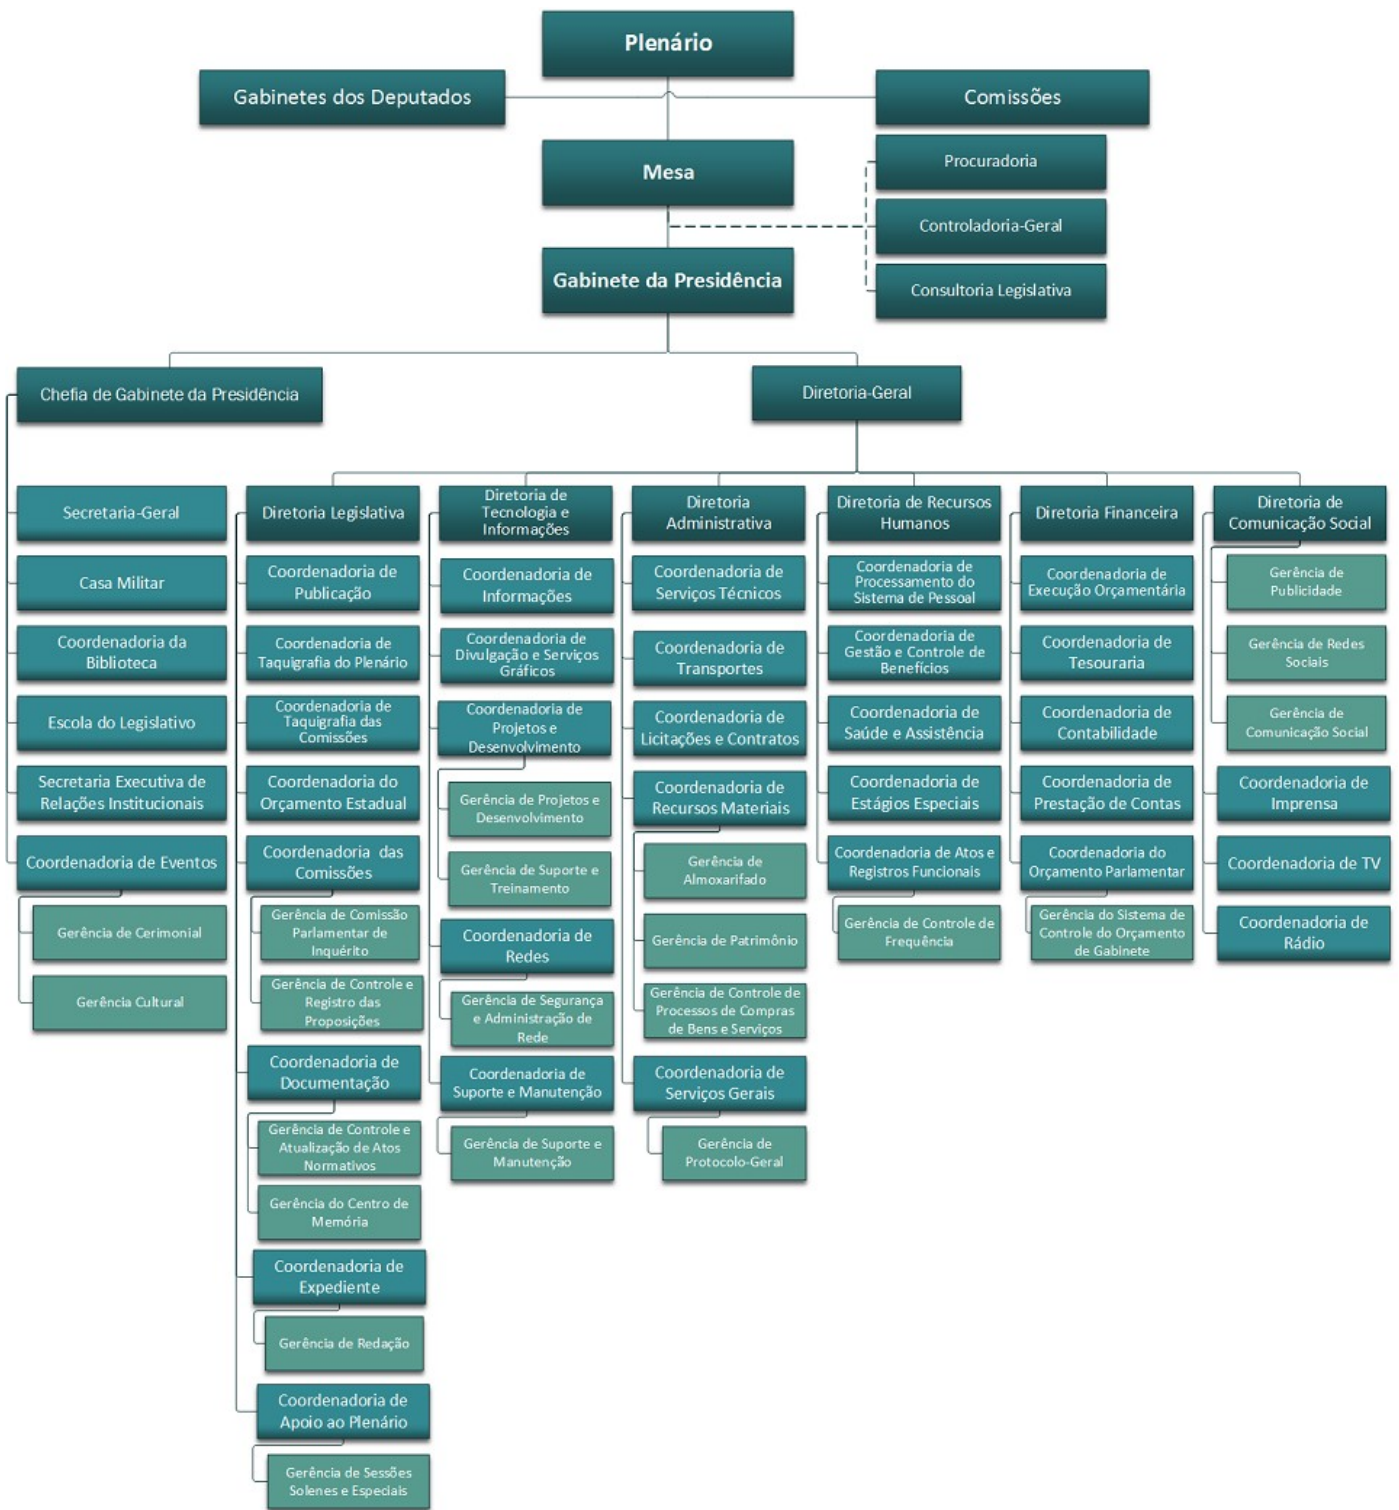 Plenário
Gabinetes dos Deputados
Comissões
Mesa
Procuradoria
Controladoria-Geral
Gabinete da Presidência
Consultoria Legislativa
Chefia de Gabinete da Presidência
Diretoria-Geral
Secretaria-Geral
Casa Militar
Coordenadoria da
Biblioteca
Escola do Legislativo
Secretaria Executiva de
Relações Institucionais
Coordenadoria de Eventos
Gerência de Cerimonial
Gerência Cultural
Diretoria Legislativa
Coordenadoria de
Publicação
Coordenadoria de
Taquigrafia do Plenário
Coordenadoria de
Taquigrafia das
Comissões
Coordenadoria do
Orçamento Estadual
Coordenadoria das
Comissões
Gerência de Comissão
Parlamentar de
Inquérito
Gerência de Controle e
Registro das
Proposições
Coordenadoria de
Documentação
Gerência de Controle e
Atualização de Atos
Normativos
Gerência do Centro de
Memória
Coordenadoria de
Expediente
Gerência de Redação
Coordenadoria de
Apoio ao Plenário
Gerência de Sessões
Solenes e Especiais
Diretoria de
Tecnologia e
Informações
Coordenadoria de
Informações
Coordenadoria de
Divulgação e Serviços
Gráficos
Coordenadoria de
Projetos e
Desenvolvimento
Gerência de Projetos e
Desenvolvimento
Gerência de Suporte e
Treinamento
Coordenadoria de
Redes
Gerência de Segurança
e Administração de
Rede
Coordenadoria de
Suporte e Manutenção
Gerência de Suporte e
Manutenção
Diretoria
Administrativa
Coordenadoria de
Serviços Técnicos
Coordenadoria de
Transportes
Coordenadoria de
Licitações e Contratos
Coordenadoria de
Recursos Materiais
Gerência de
Almoxarifado
Gerência de Patrimônio
Gerência de Controle de
Processos de Compras
de Bens e Serviços
Coordenadoria de
Serviços Gerais
Gerência de
Protocolo-Geral
Diretoria de Recursos
Humanos
Coordenadoria de
Processamento do
Sistema de Pessoal
Coordenadoria de
Gestão e Controle de
Benefícios
Coordenadoria de
Saúde e Assistência
Coordenadoria de
Estágios Especiais
Coordenadoria de Atos e
Registros Funcionais
Gerência de Controle de
Frequência
Diretoria Financeira
Coordenadoria de
Execução Orçamentária
Coordenadoria de
Tesouraria
Coordenadoria de
Contabilidade
Coordenadoria de
Prestação de Contas
Coordenadoria do
Orçamento Parlamentar
Gerência do Sistema de
Controle do Orçamento
de Gabinete
Diretoria de
Comunicação Social
Gerência de
Publicidade
Gerência de Redes
Sociais
Gerência de
Comunicação Social
Coordenadoria de
Imprensa
Coordenadoria de TV
Coordenadoria de
Rádio